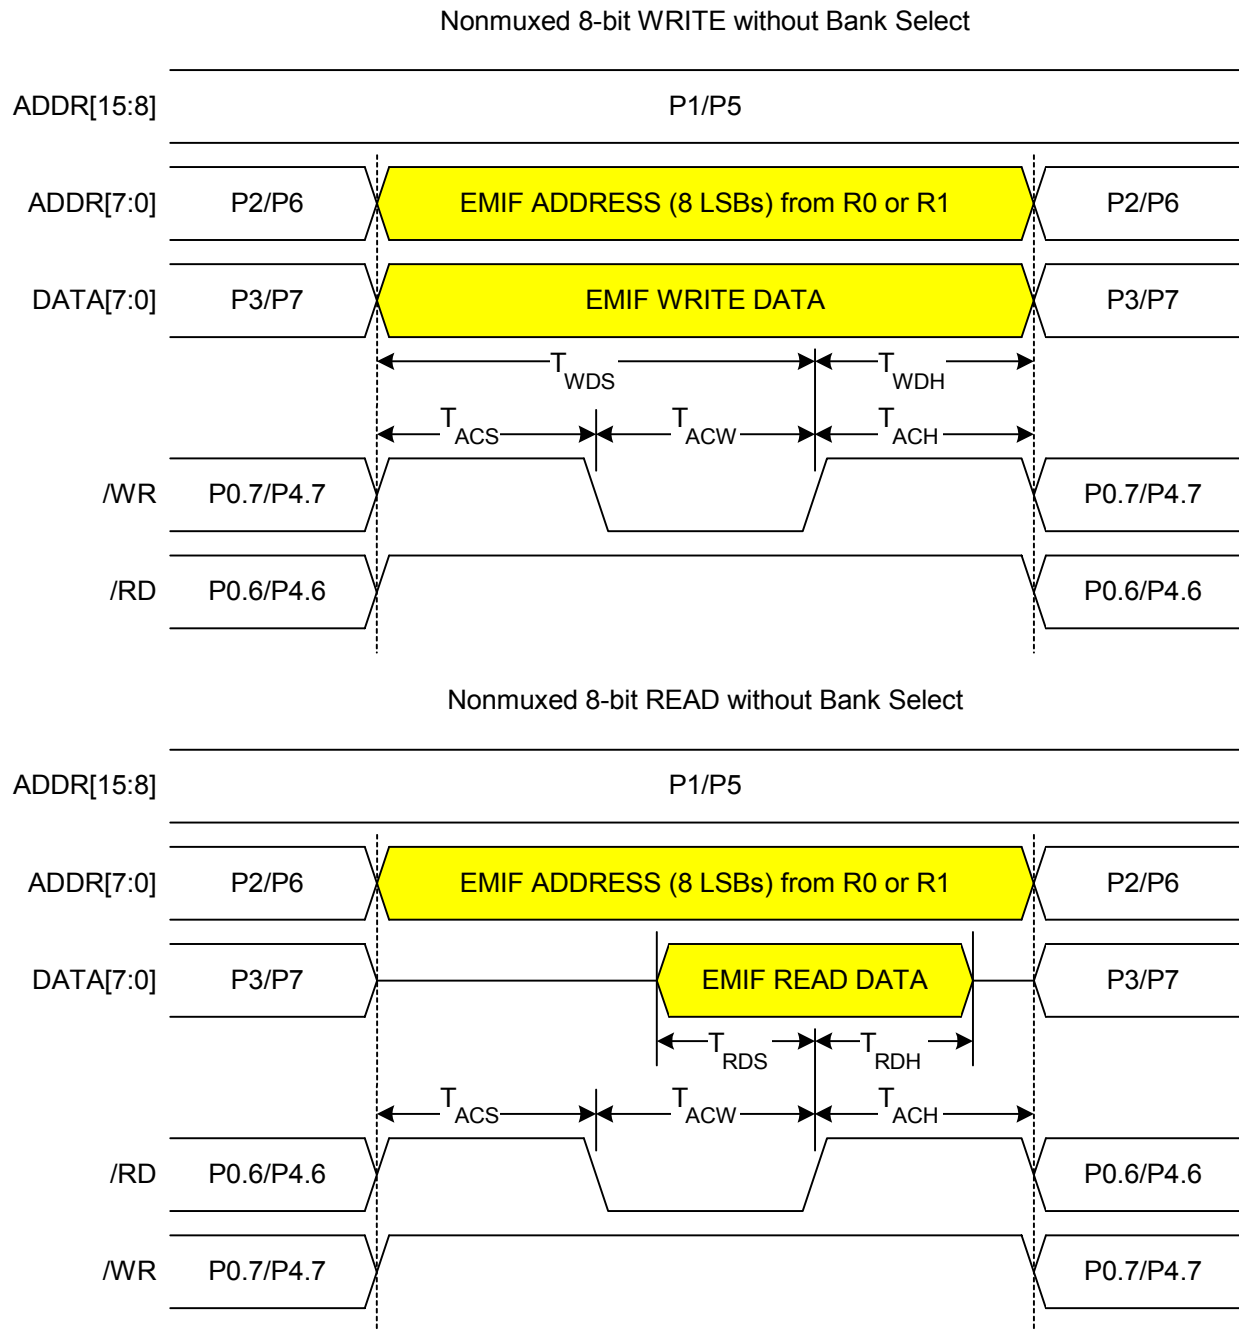 Nonmuxed 8-bit WRITE without Bank Select
ADDR[15:8] P1/P5
ADDR[7:0] P2/P6 EMIF ADDRESS (8 LSBs) from R0 or R1 P2/P6
DATA[7:0] P3/P7 EMIF WRITE DATA P3/P7
TWDS TWDH
TACS TACW TACH
/WR P0.7/P4.7 P0.7/P4.7
/RD P0.6/P4.6 P0.6/P4.6
Nonmuxed 8-bit READ without Bank Select
ADDR[15:8] P1/P5
ADDR[7:0] P2/P6 EMIF ADDRESS (8 LSBs) from R0 or R1 P2/P6
DATA[7:0] P3/P7 EMIF READ DATA P3/P7
TRDS TRDH
TACS TACW TACH
/RD P0.6/P4.6 P0.6/P4.6
/WR P0.7/P4.7 P0.7/P4.7